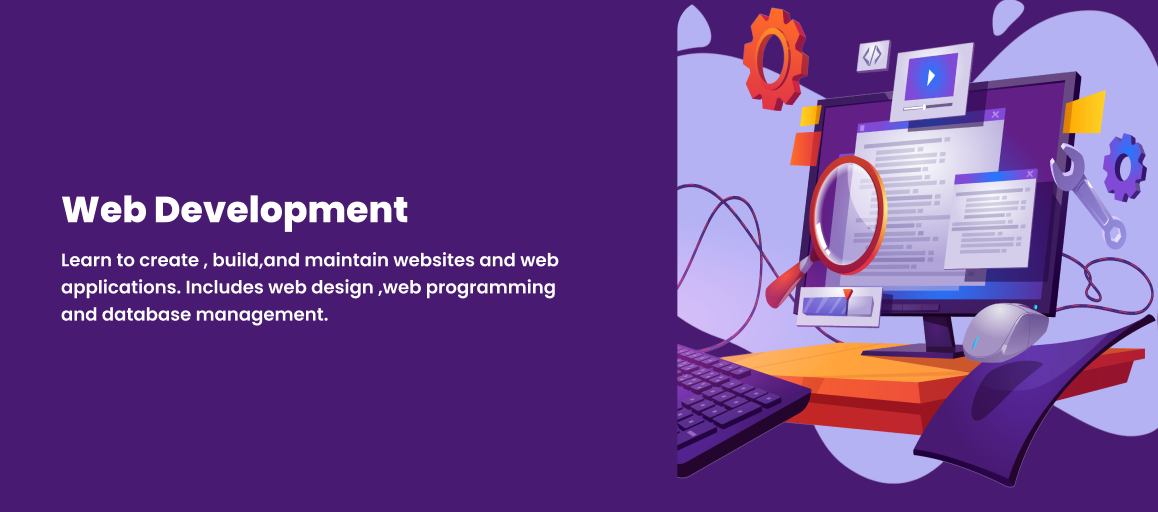 Web Development
Learn to create , build,and maintain websites and web
applications. Includes web design ,web programming
and database management.